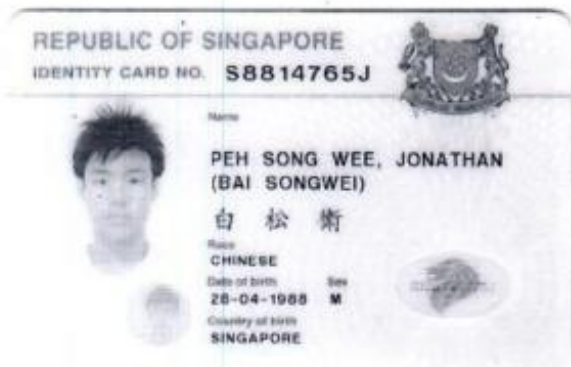 REPUBLIC OF SINGAPORE
IDENTITY CARD NO. S8814765J
Name
PEH SONG WEE, JONATHAN
(BAI SONGWEI)
白 松 衛
Race
CHINESE
Date of birth Sex
28-04-1988 M
Country of birth
SINGAPORE